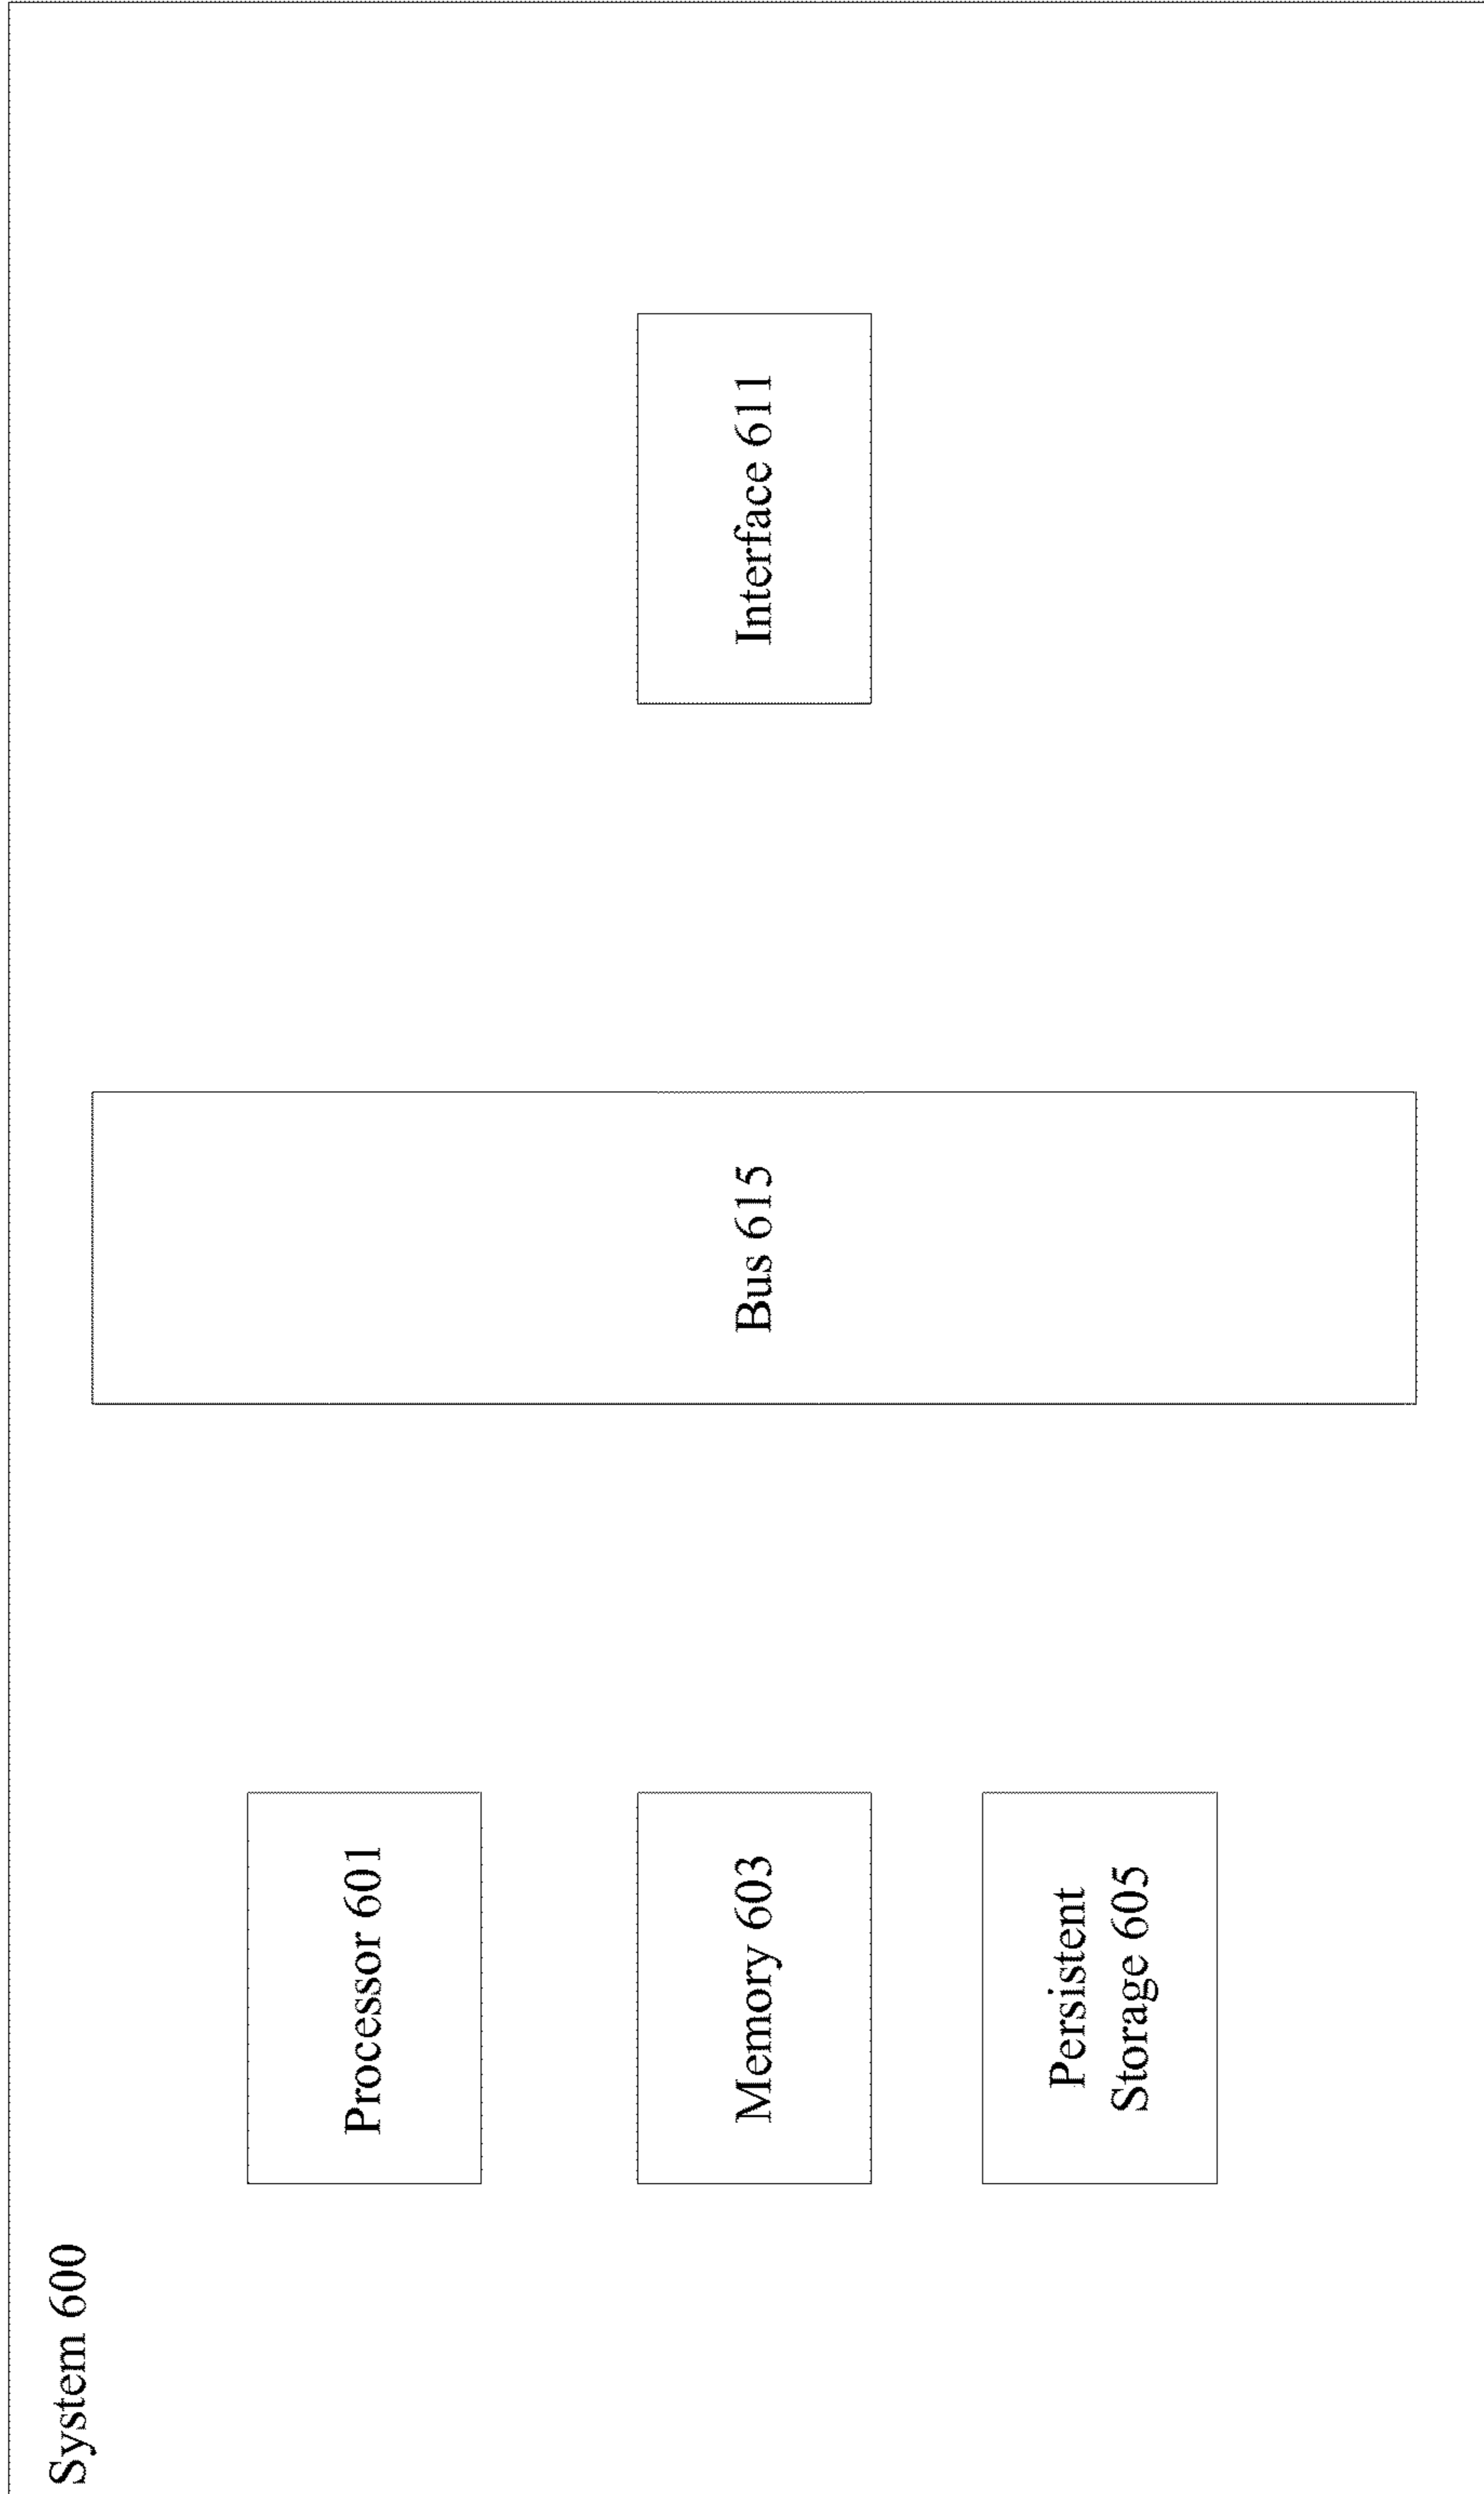 System 600
Processor 601
Memory 603
Persistent
Storage 605
Bus 615
Interface 611